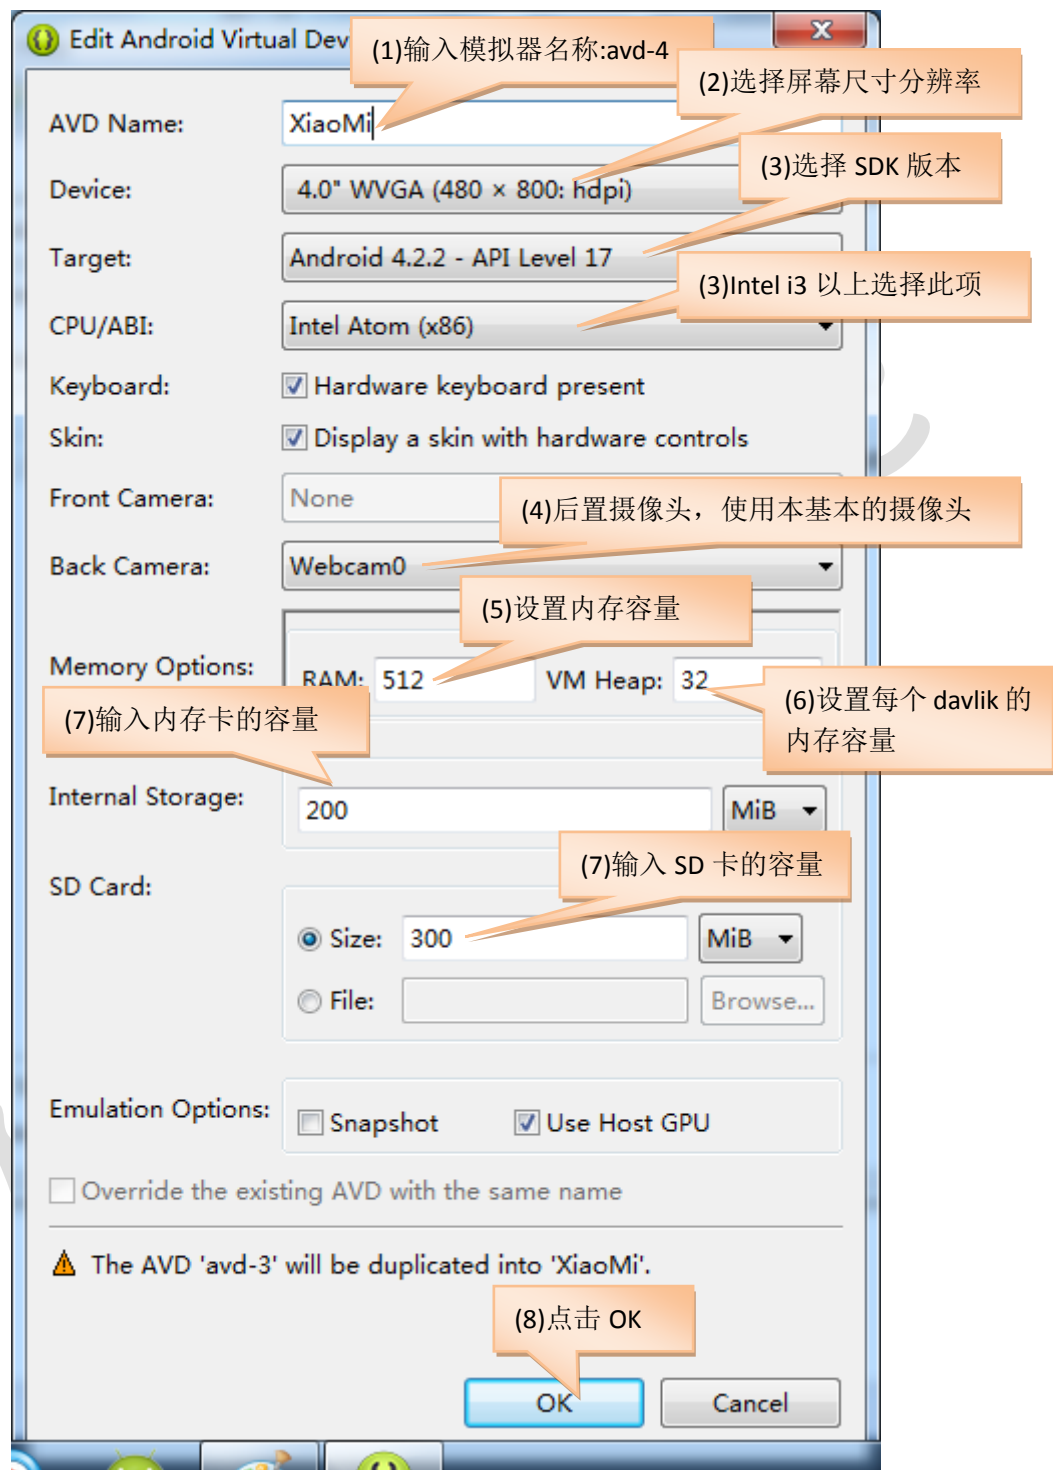 Edit Android Virtual Dev
(1)输入模拟器名称:avd-4
(2)选择屏幕尺寸分辨率
AVD Name:
XiaoMi
(3)选择 SDK 版本
Device:
4.0" WVGA (480 × 800: hdpi)
Target:
Android 4.2.2 - API Level 17
(3)Intel i3 以上选择此项
CPU/ABI:
Intel Atom (x86)
Keyboard:
Hardware keyboard present
Skin:
Display a skin with hardware controls
Front Camera:
None
(4)后置摄像头，使用本基本的摄像头
Back Camera:
Webcam0
(5)设置内存容量
Memory Options:
RAM: 512
VM Heap: 32
(6)设置每个 davlik 的
内存容量
(7)输入内存卡的容量
Internal Storage:
200
MiB
(7)输入 SD 卡的容量
SD Card:
Size: 300
MiB
File:
Browse...
Emulation Options:
Snapshot
Use Host GPU
Override the existing AVD with the same name
The AVD 'avd-3' will be duplicated into 'XiaoMi'.
(8)点击 OK
OK
Cancel